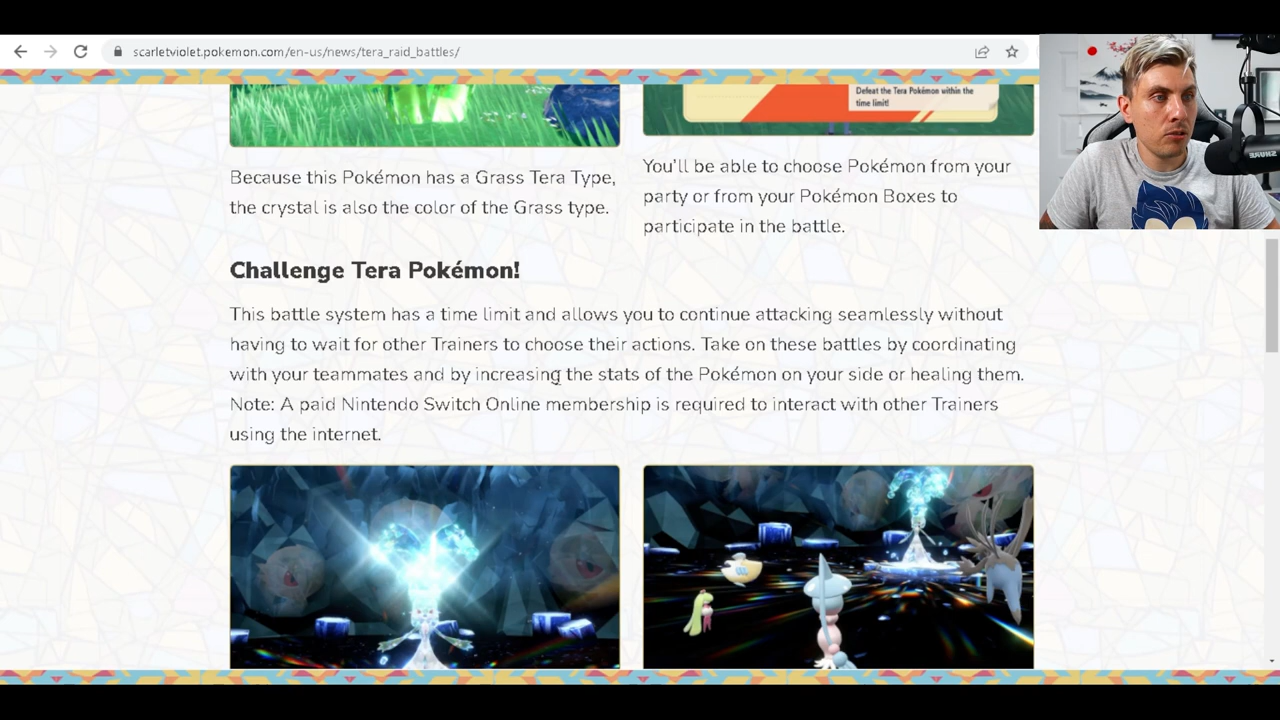 scarletviolet.pokemon.com/en-us/news/tera_raid_battles/
Defeat the Tera Pokémon within the
time limit!
Because this Pokémon has a Grass Tera Type,
the crystal is also the color of the Grass type.
You'll be able to choose Pokémon from your
party or from your Pokémon Boxes to
participate in the battle.
Challenge Tera Pokémon!
This battle system has a time limit and allows you to continue attacking seamlessly without
having to wait for other Trainers to choose their actions. Take on these battles by coordinating
with your teammates and by increasing the stats of the Pokémon on your side or healing them.
Note: A paid Nintendo Switch Online membership is required to interact with other Trainers
using the internet.
SHURE